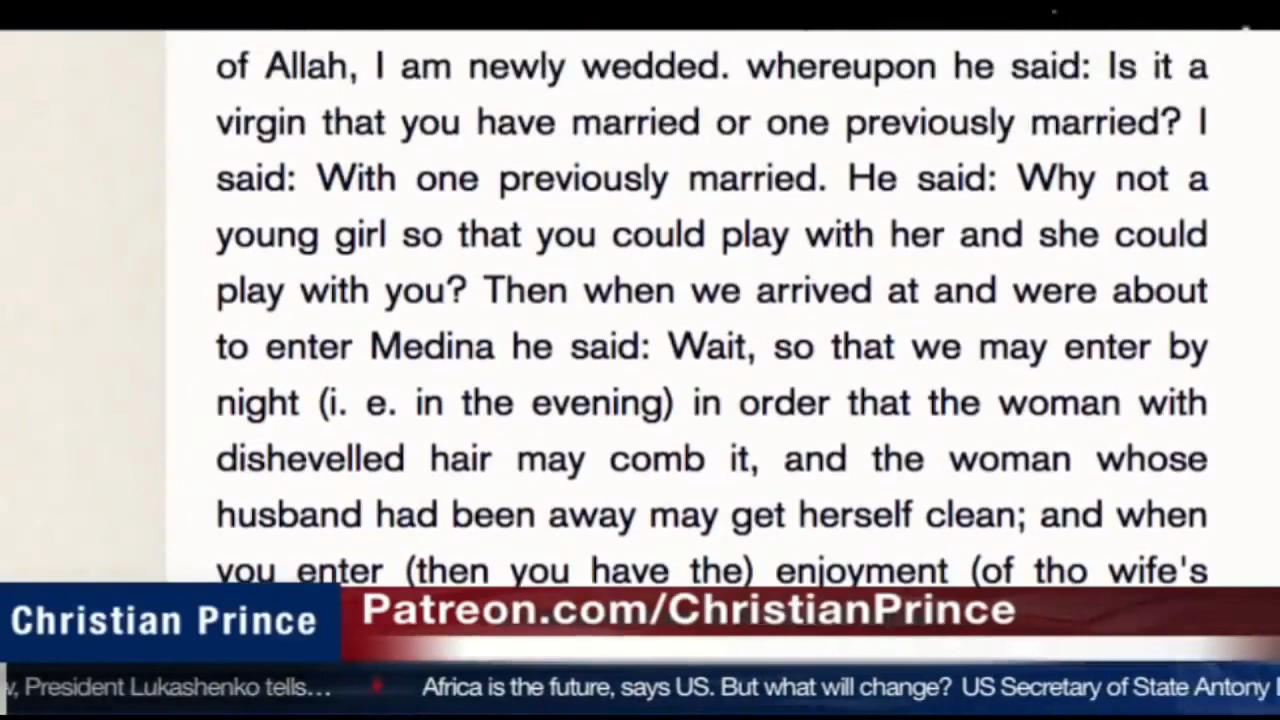 of Allah, I am newly wedded. whereupon he said: Is it a
virgin that you have married or one previously married? I
said: With one previously married. He said: Why not a
young girl so that you could play with her and she could
play with you? Then when we arrived at and were about
to enter Medina he said: Wait, so that we may enter by
night (i. e. in the evening) in order that the woman with
dishevelled hair may comb it, and the woman whose
husband had been away may get herself clean; and when
you enter (then you have the) enjoyment (of tho wife's
Christian Prince
Patreon.com/ChristianPrince
, President Lukashenko tells... Africa is the future, says US. But what will change? US Secretary of State Antony